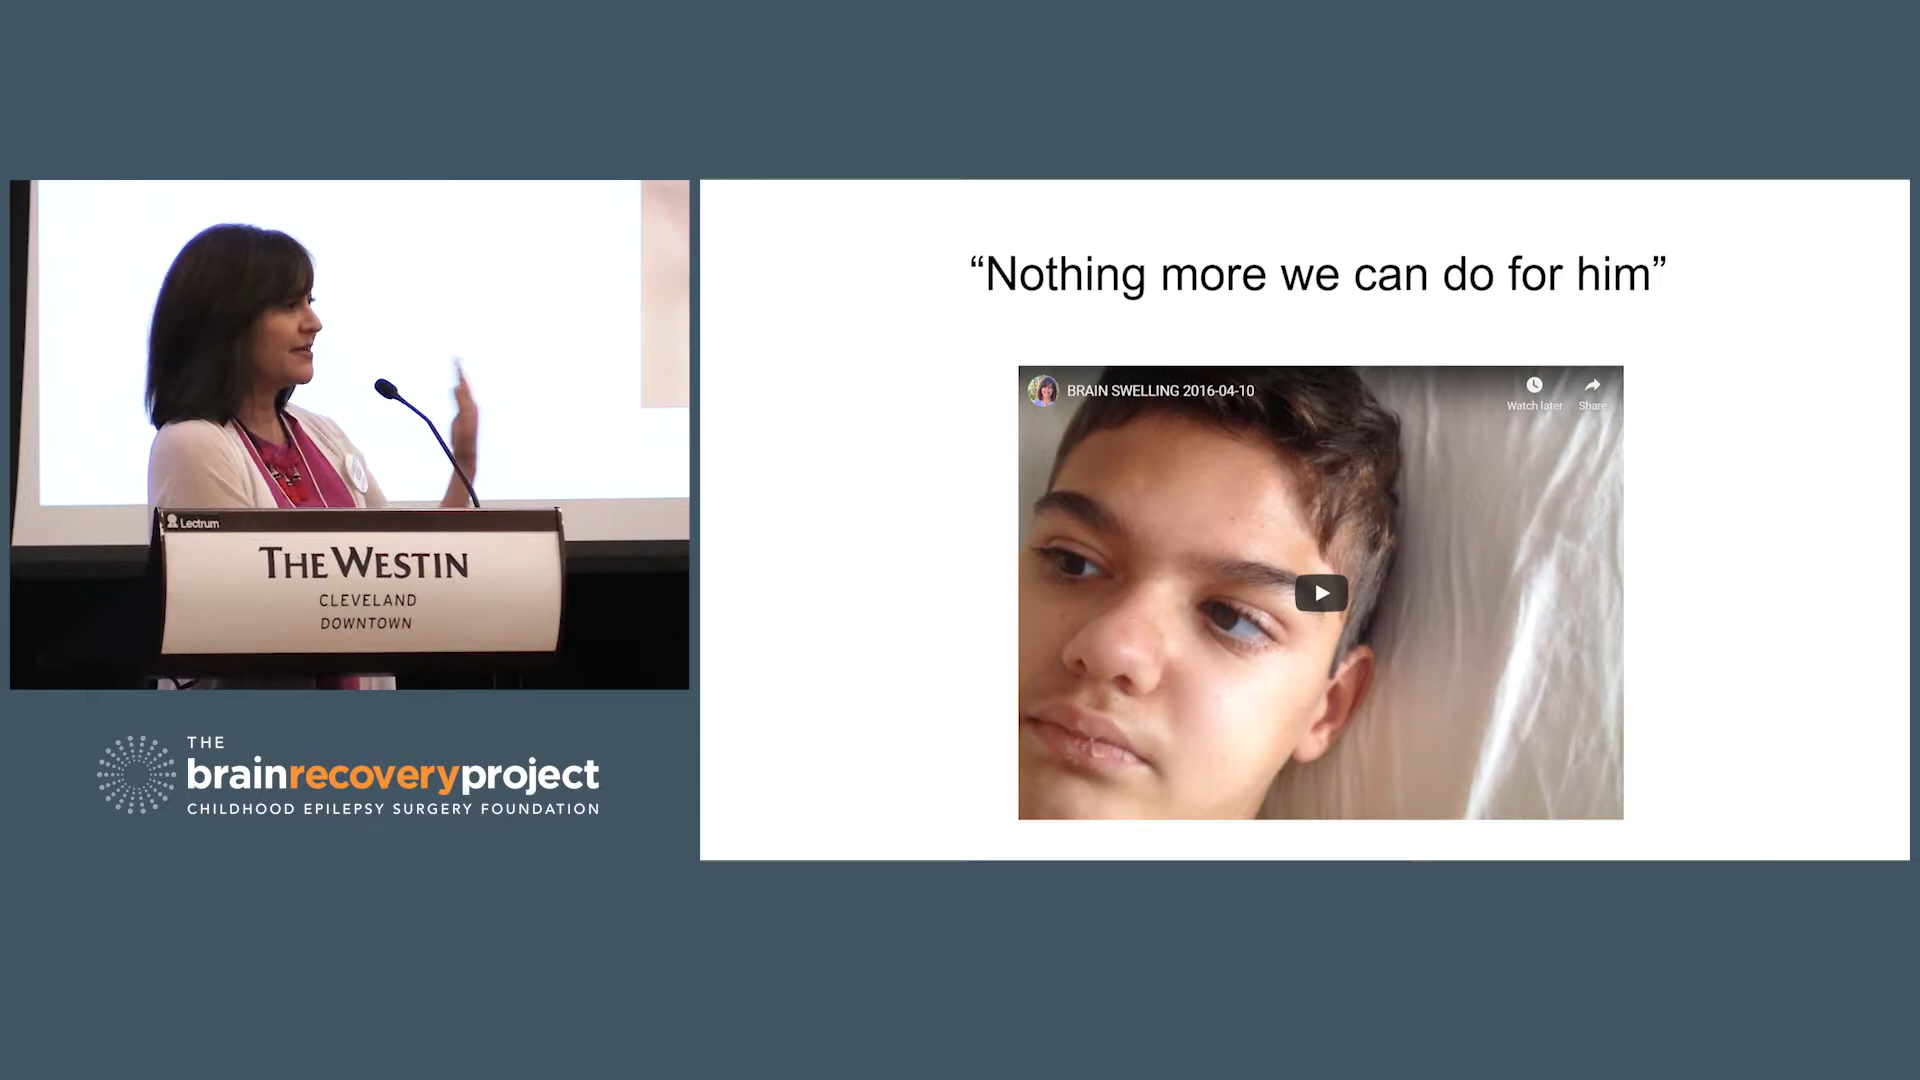 Lectrum
THE WESTIN
CLEVELAND
DOWNTOWN
THE
brainrecoveryproject
CHILDHOOD EPILEPSY SURGERY FOUNDATION
“Nothing more we can do for him”
BRAIN SWELLING 2016-04-10
Watch later
Share